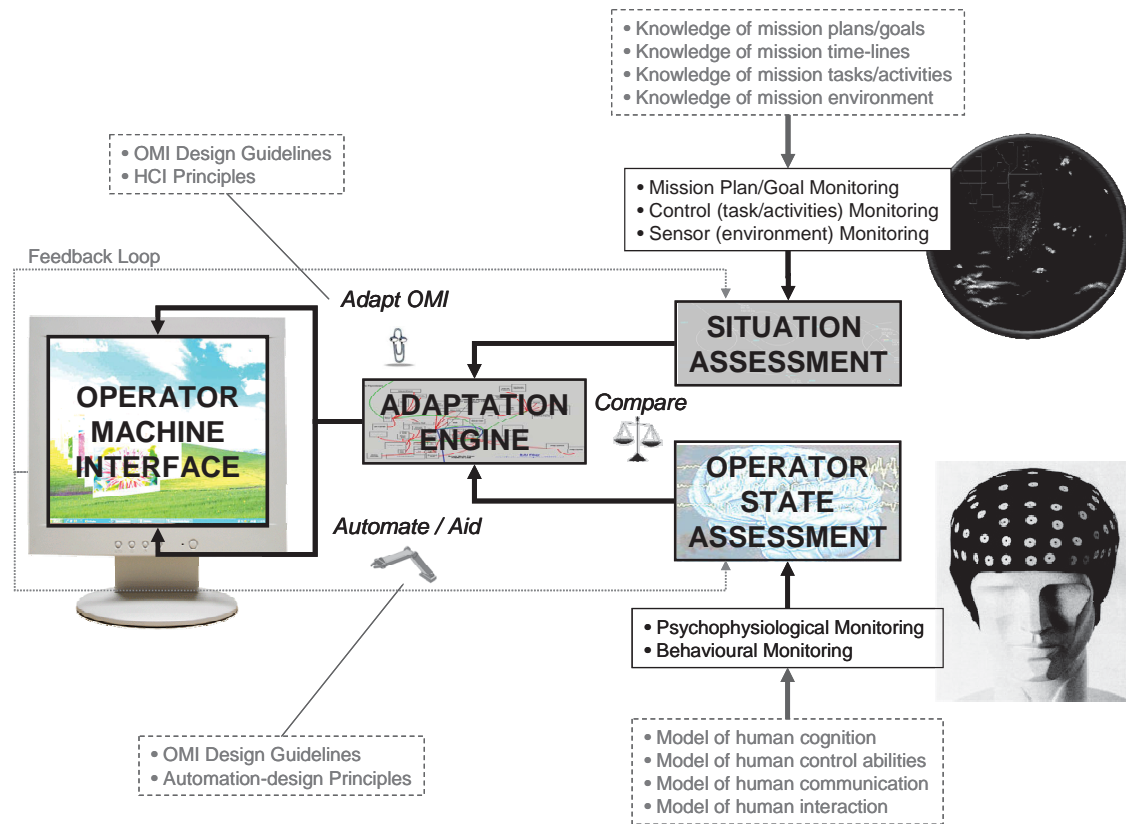 • Knowledge of mission plans/goals
• Knowledge of mission time-lines
• Knowledge of mission tasks/activities
• Knowledge of mission environment
• OMI Design Guidelines
• HCI Principles
• Mission Plan/Goal Monitoring
• Control (task/activities) Monitoring
• Sensor (environment) Monitoring
Feedback Loop
Adapt OMI
SITUATION
ASSESSMENT
OPERATOR
MACHINE
INTERFACE
ADAPTATION
ENGINE
Compare
OPERATOR
STATE
ASSESSMENT
Automate / Aid
• Psychophysiological Monitoring
• Behavioural Monitoring
• OMI Design Guidelines
• Automation-design Principles
• Model of human cognition
• Model of human control abilities
• Model of human communication
• Model of human interaction